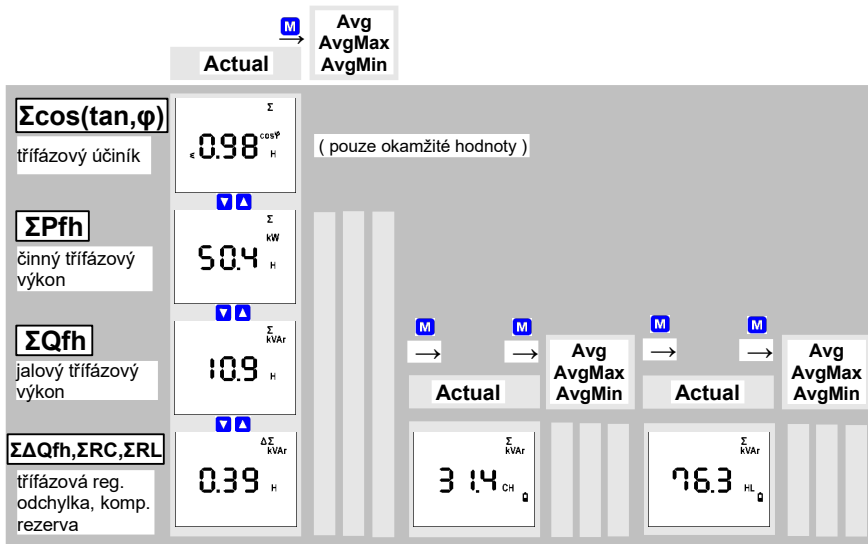 M
→
Avg
AvgMax
AvgMin
Actual
Σcos(tan,φ)
třífázový účiník
Σ
0.98 cosφ
H
( pouze okamžité hodnoty )
▼ ▲
ΣPfh
činný třífázový
výkon
Σ
kW
50.4 H
▼ ▲
ΣQfh
jalový třífázový
výkon
Σ
kVAr
10.9 H
M M M M
→ → → →
Avg
AvgMax
AvgMin
Avg
AvgMax
AvgMin
Actual
Actual
▼ ▲
ΣΔQfh,ΣRC,ΣRL
třífázová reg.
odchylka, komp.
rezerva
ΔΣ
kVAr
0.39 H
Σ
kVAr
31.4 CH
Σ
kVAr
76.3 HL